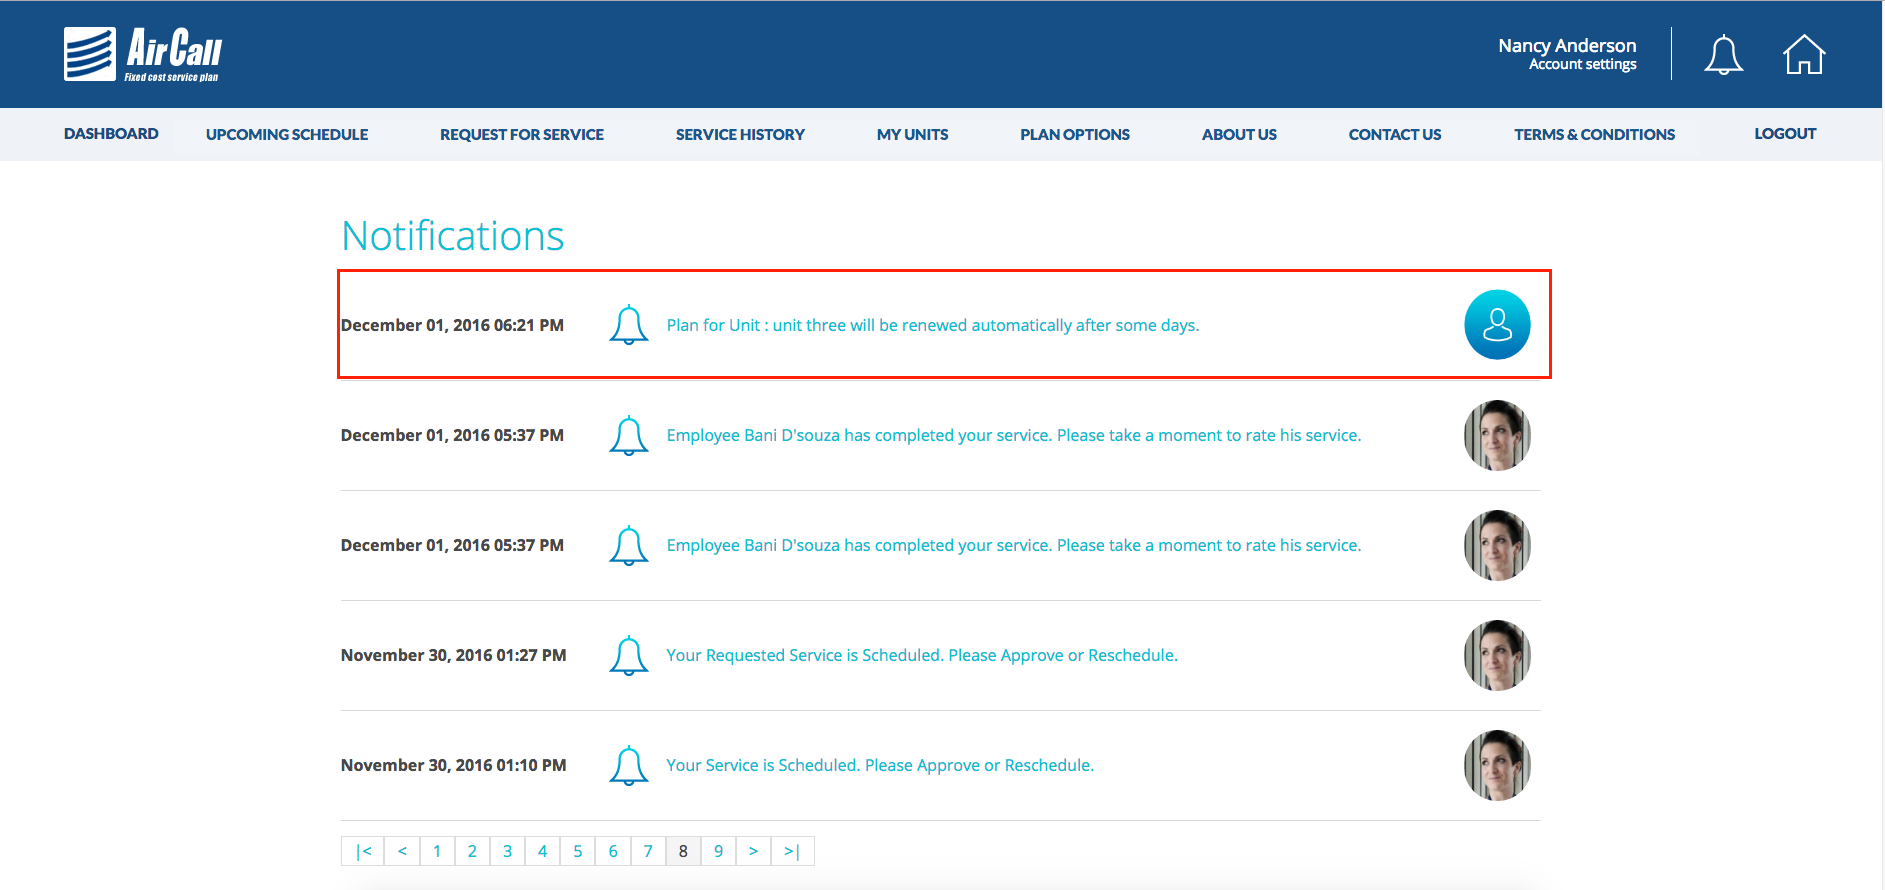 AirCall
Fixed cost service plan
Nancy Anderson
Account settings
DASHBOARD UPCOMING SCHEDULE REQUEST FOR SERVICE SERVICE HISTORY MY UNITS PLAN OPTIONS ABOUT US CONTACT US TERMS & CONDITIONS LOGOUT
Notifications
December 01, 2016 06:21 PM Plan for Unit : unit three will be renewed automatically after some days.
December 01, 2016 05:37 PM Employee Bani D'souza has completed your service. Please take a moment to rate his service.
December 01, 2016 05:37 PM Employee Bani D'souza has completed your service. Please take a moment to rate his service.
November 30, 2016 01:27 PM Your Requested Service is Scheduled. Please Approve or Reschedule.
November 30, 2016 01:10 PM Your Service is Scheduled. Please Approve or Reschedule.
|< < 1 2 3 4 5 6 7 8 9 > >|